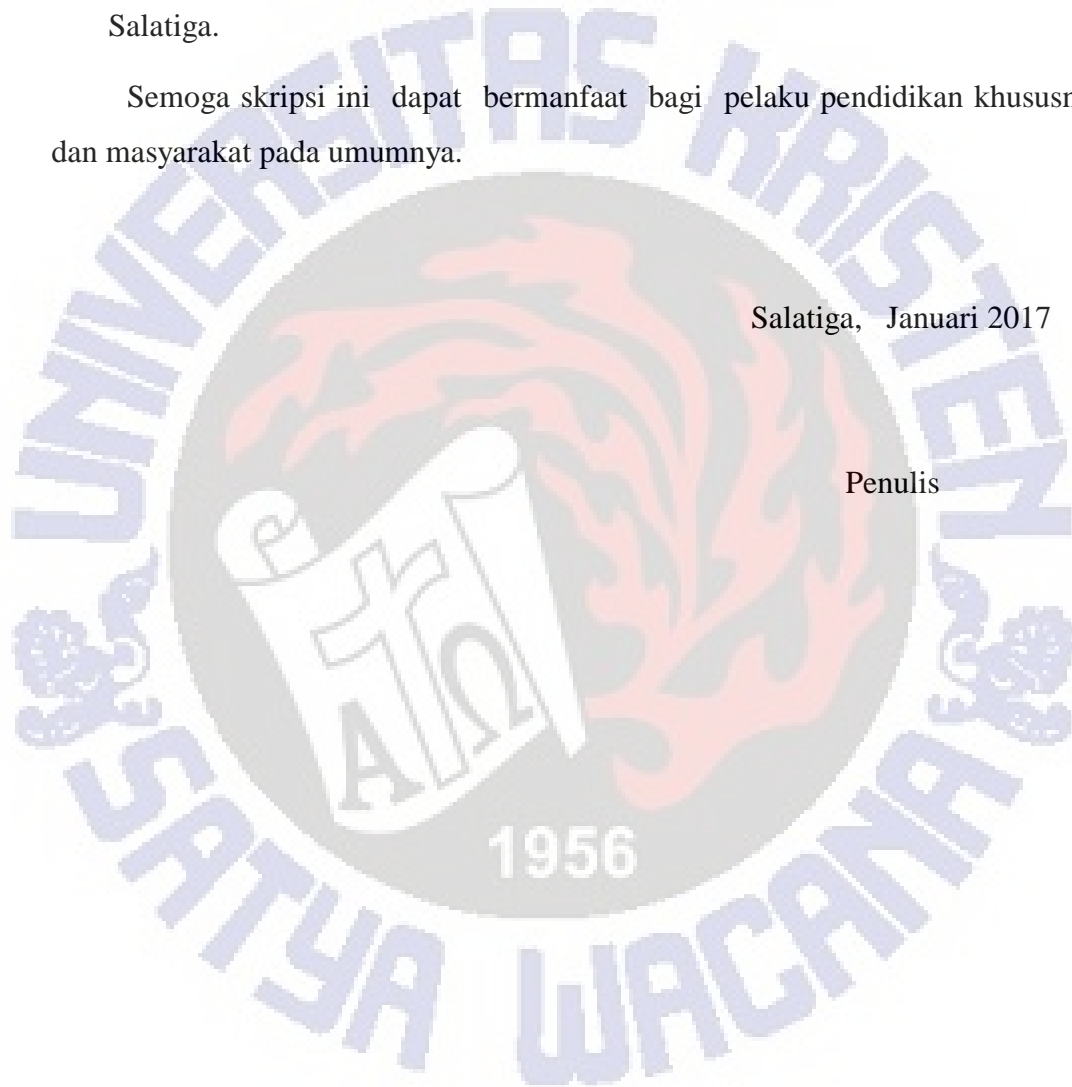 Salatiga.
Semoga skripsi ini dapat bermanfaat bagi pelaku pendidikan khususn
dan masyarakat pada umumnya.
Salatiga, Januari 2017
Penulis
UNIVERSITAS KRISTEN
SATYA WACANA
Α Ω
1956